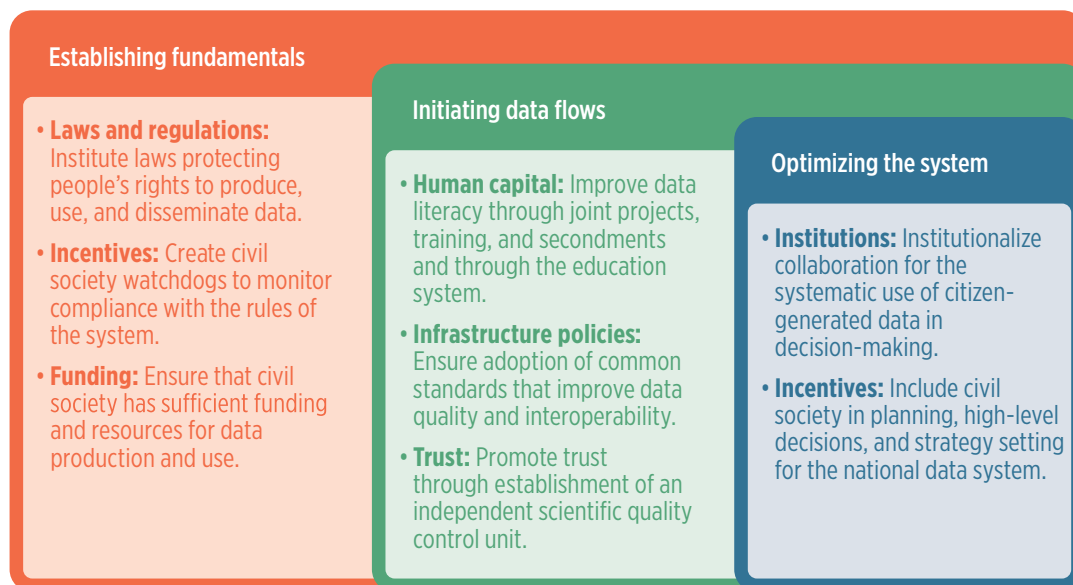 Establishing fundamentals
• Laws and regulations:
Institute laws protecting
people’s rights to produce,
use, and disseminate data.
• Incentives: Create civil
society watchdogs to monitor
compliance with the rules of
the system.
• Funding: Ensure that civil
society has sufficient funding
and resources for data
production and use.
Initiating data flows
• Human capital: Improve data
literacy through joint projects,
training, and secondments
and through the education
system.
• Infrastructure policies:
Ensure adoption of common
standards that improve data
quality and interoperability.
• Trust: Promote trust
through establishment of an
independent scientific quality
control unit.
Optimizing the system
• Institutions: Institutionalize
collaboration for the
systematic use of citizen-
generated data in
decision-making.
• Incentives: Include civil
society in planning, high-level
decisions, and strategy setting
for the national data system.